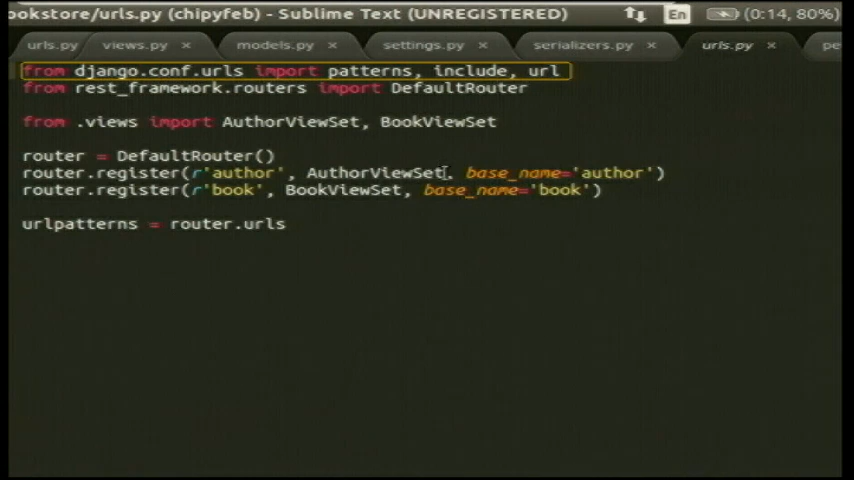 ookstore/urls.py (chipyfeb) - Sublime Text (UNREGISTERED) En (0:14, 80%)
urls.py views.py × models.py × settings.py × serializers.py × urls.py × pe
from django.conf.urls import patterns, include, url
from rest_framework.routers import DefaultRouter
from .views import AuthorViewSet, BookViewSet
router = DefaultRouter()
router.register(r'author', AuthorViewSet, base_name='author')
router.register(r'book', BookViewSet, base_name='book')
urlpatterns = router.urls